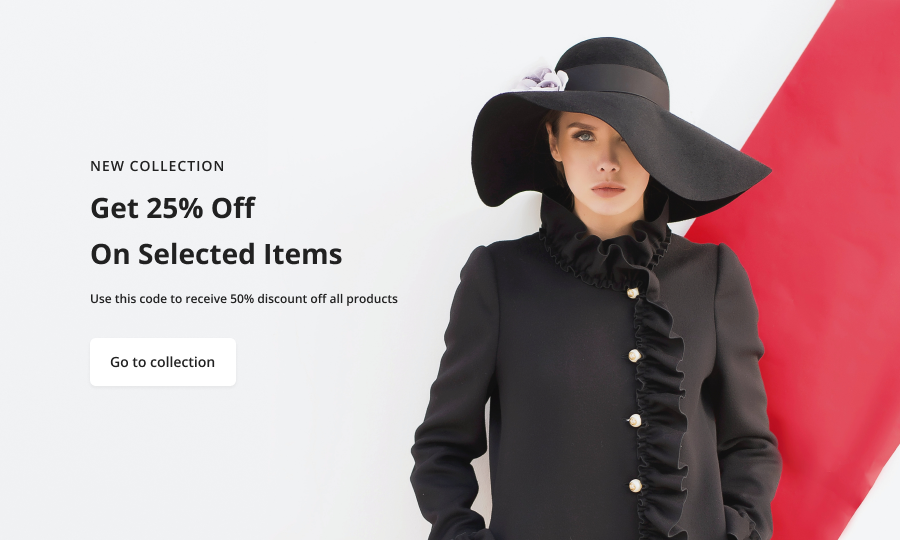 NEW COLLECTION
Get 25% Off
On Selected Items
Use this code to receive 50% discount off all products
Go to collection